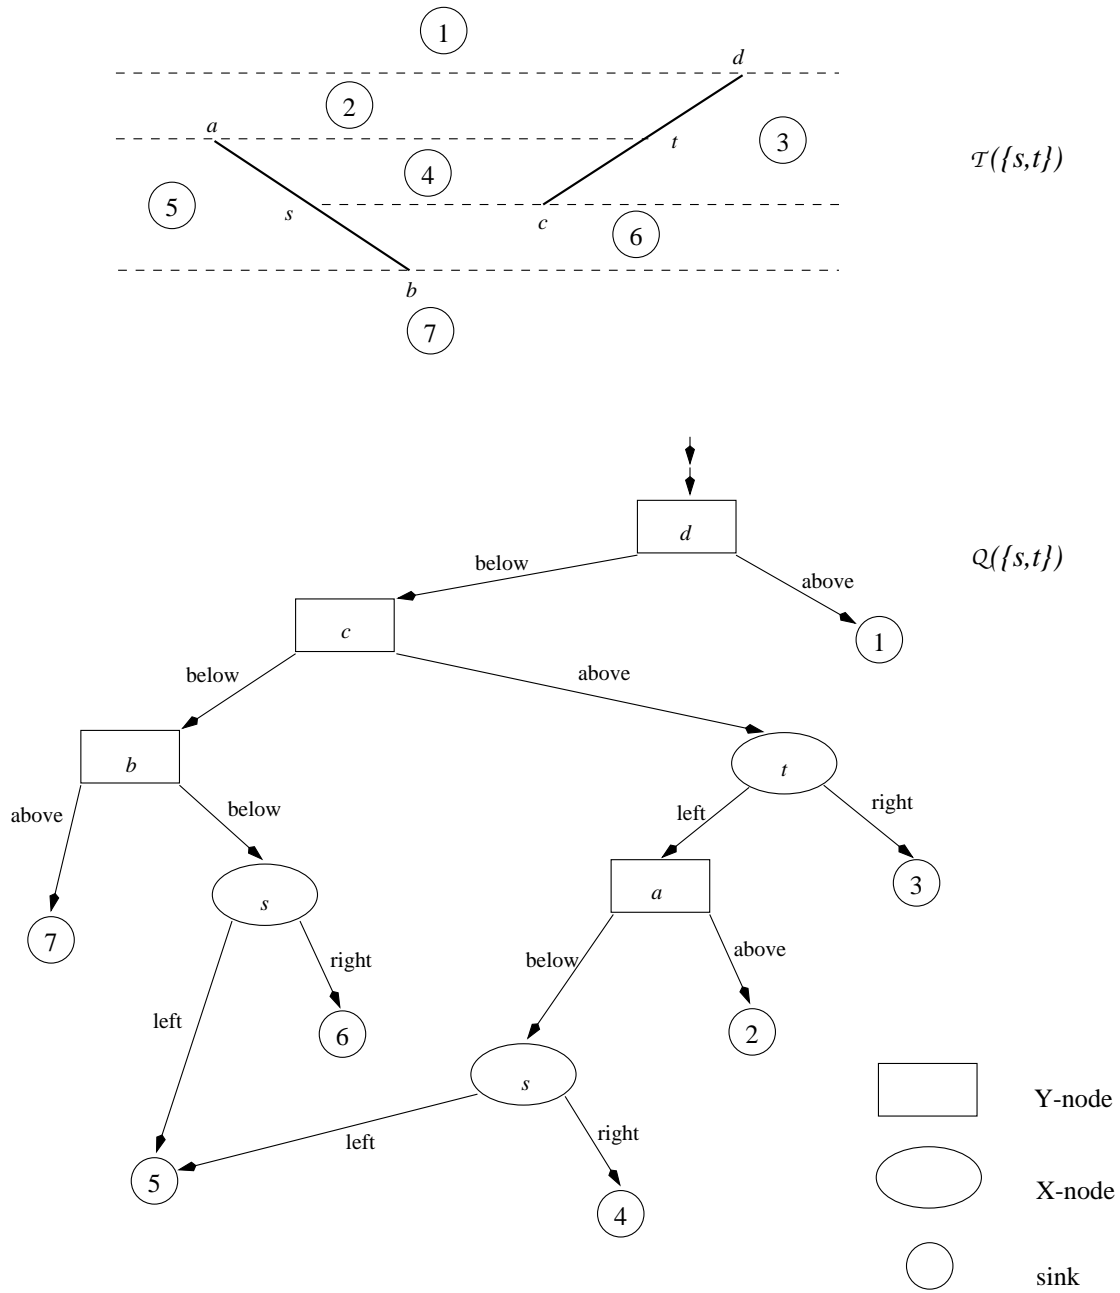 1
d
2
a
t
3
4
T({s,t})
5
s
c
6
b
7
d
Q({s,t})
below
above
1
c
below
above
b
t
above
below
left
right
s
a
3
7
right
below
above
left
6
2
s
Y-node
left
right
5
4
X-node
sink